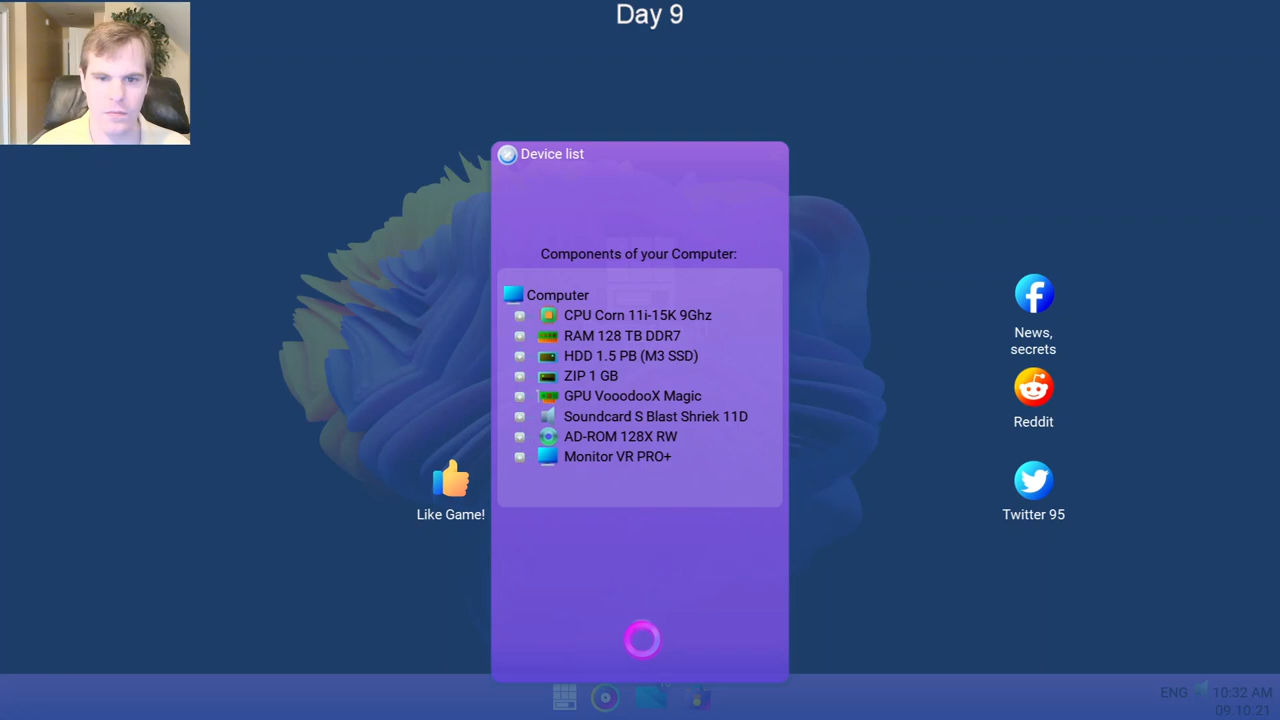 Day 9
Device list
Components of your Computer:
Computer
CPU Corn 11i-15K 9Ghz
RAM 128 TB DDR7
HDD 1.5 PB (M3 SSD)
ZIP 1 GB
GPU VooodooX Magic
Soundcard S Blast Shriek 11D
AD-ROM 128X RW
Monitor VR PRO+
Like Game!
News,
secrets
Reddit
Twitter 95
ENG 10:32 AM
09.10.21